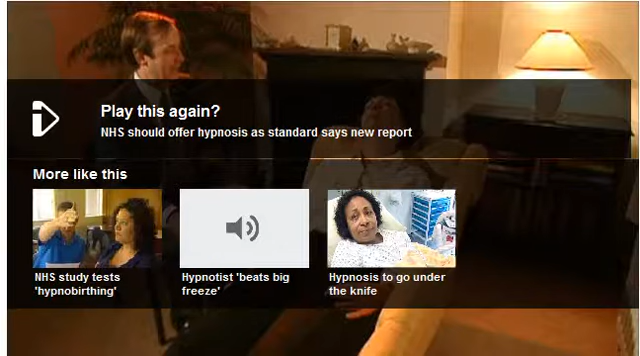 Play this again?
NHS should offer hypnosis as standard says new report
More like this
NHS study tests
'hypnobirthing'
Hypnotist 'beats big
freeze'
Hypnosis to go under
the knife